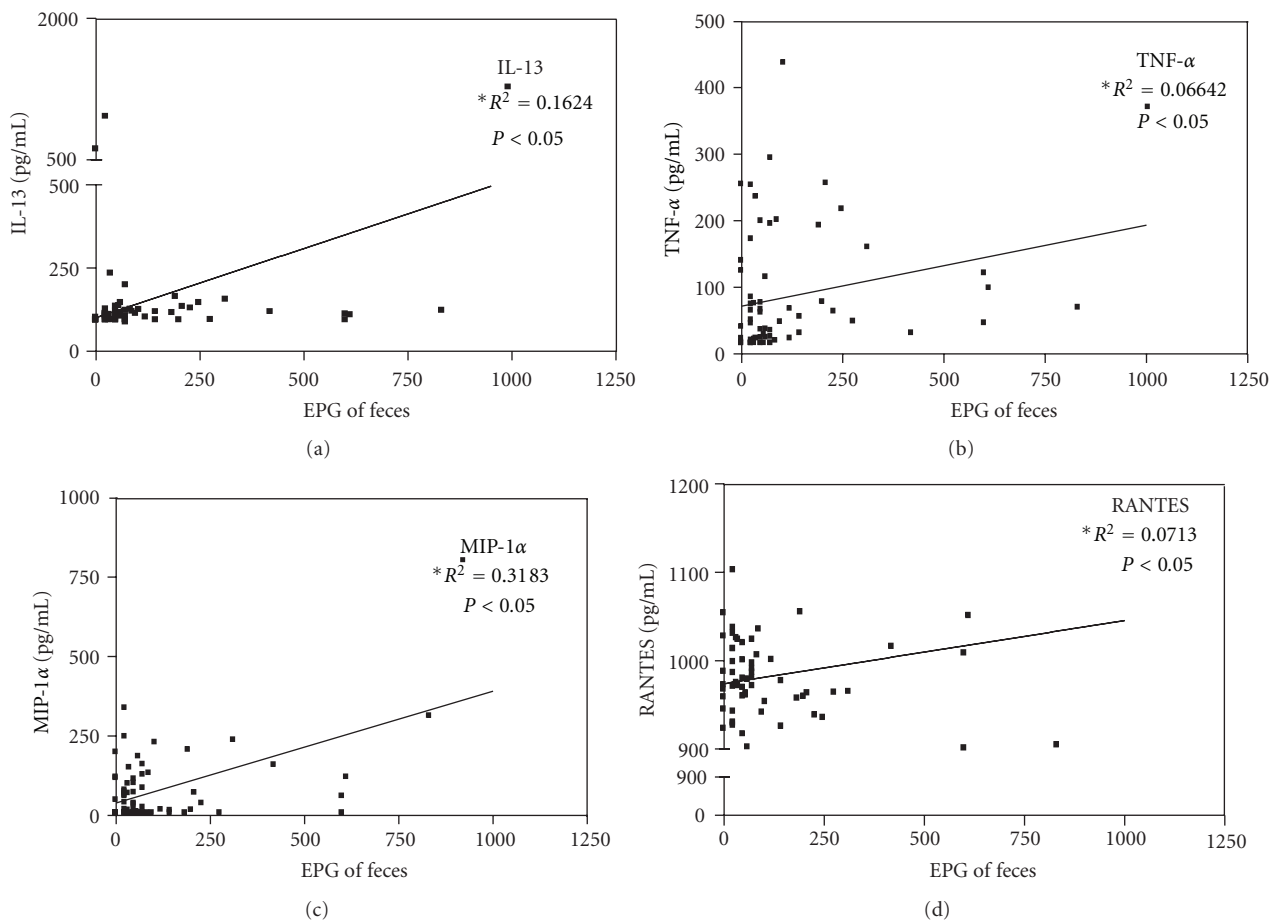 2000
500
500
250
0
IL-13 (pg/mL)
IL-13
*R² = 0.1624
P < 0.05
0 250 500 750 1000 1250
EPG of feces
(a)
500
400
300
200
100
0
TNF-α (pg/mL)
TNF-α
*R² = 0.06642
P < 0.05
0 250 500 750 1000 1250
EPG of feces
(b)
1000
750
500
250
0
MIP-1α (pg/mL)
MIP-1α
*R² = 0.3183
P < 0.05
0 250 500 750 1000 1250
EPG of feces
(c)
1200
1100
1000
900
900
0
RANTES (pg/mL)
RANTES
*R² = 0.0713
P < 0.05
0 250 500 750 1000 1250
EPG of feces
(d)